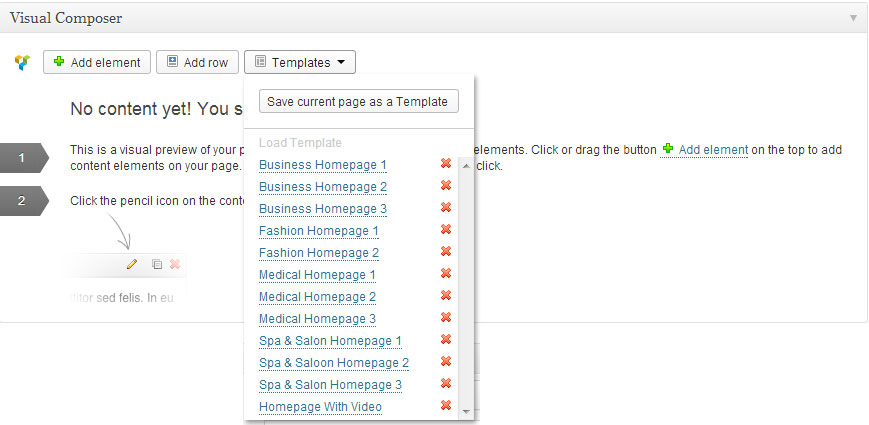 Visual Composer
Add element Add row Templates
Save current page as a Template
No content yet! You s
Load Template
1 This is a visual preview of your p elements. Click or drag the button Add element on the top to add
content elements on your page. click.
Business Homepage 1
Business Homepage 2
2 Click the pencil icon on the conte
Business Homepage 3
Fashion Homepage 1
Fashion Homepage 2
Medical Homepage 1
Medical Homepage 2
titor sed felis. In eu
Medical Homepage 3
Spa & Salon Homepage 1
Spa & Saloon Homepage 2
Spa & Salon Homepage 3
Homepage With Video